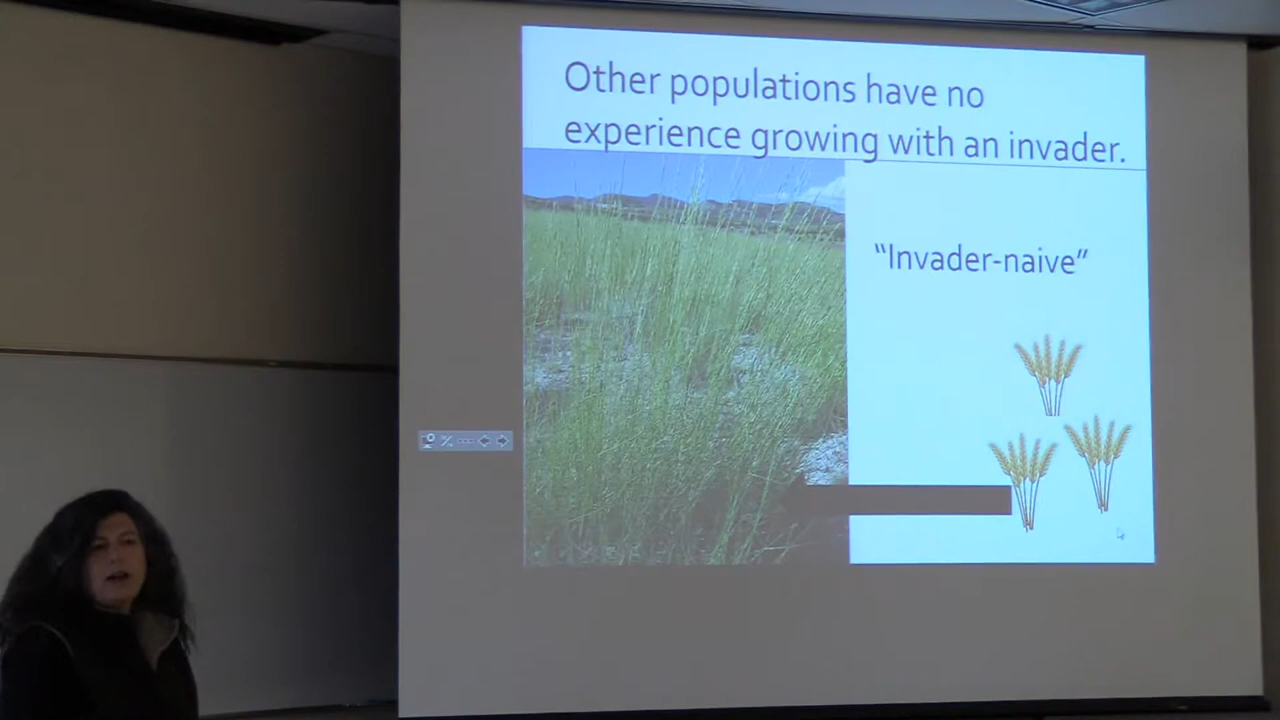 Other populations have no
experience growing with an invader.
“Invader-naive”